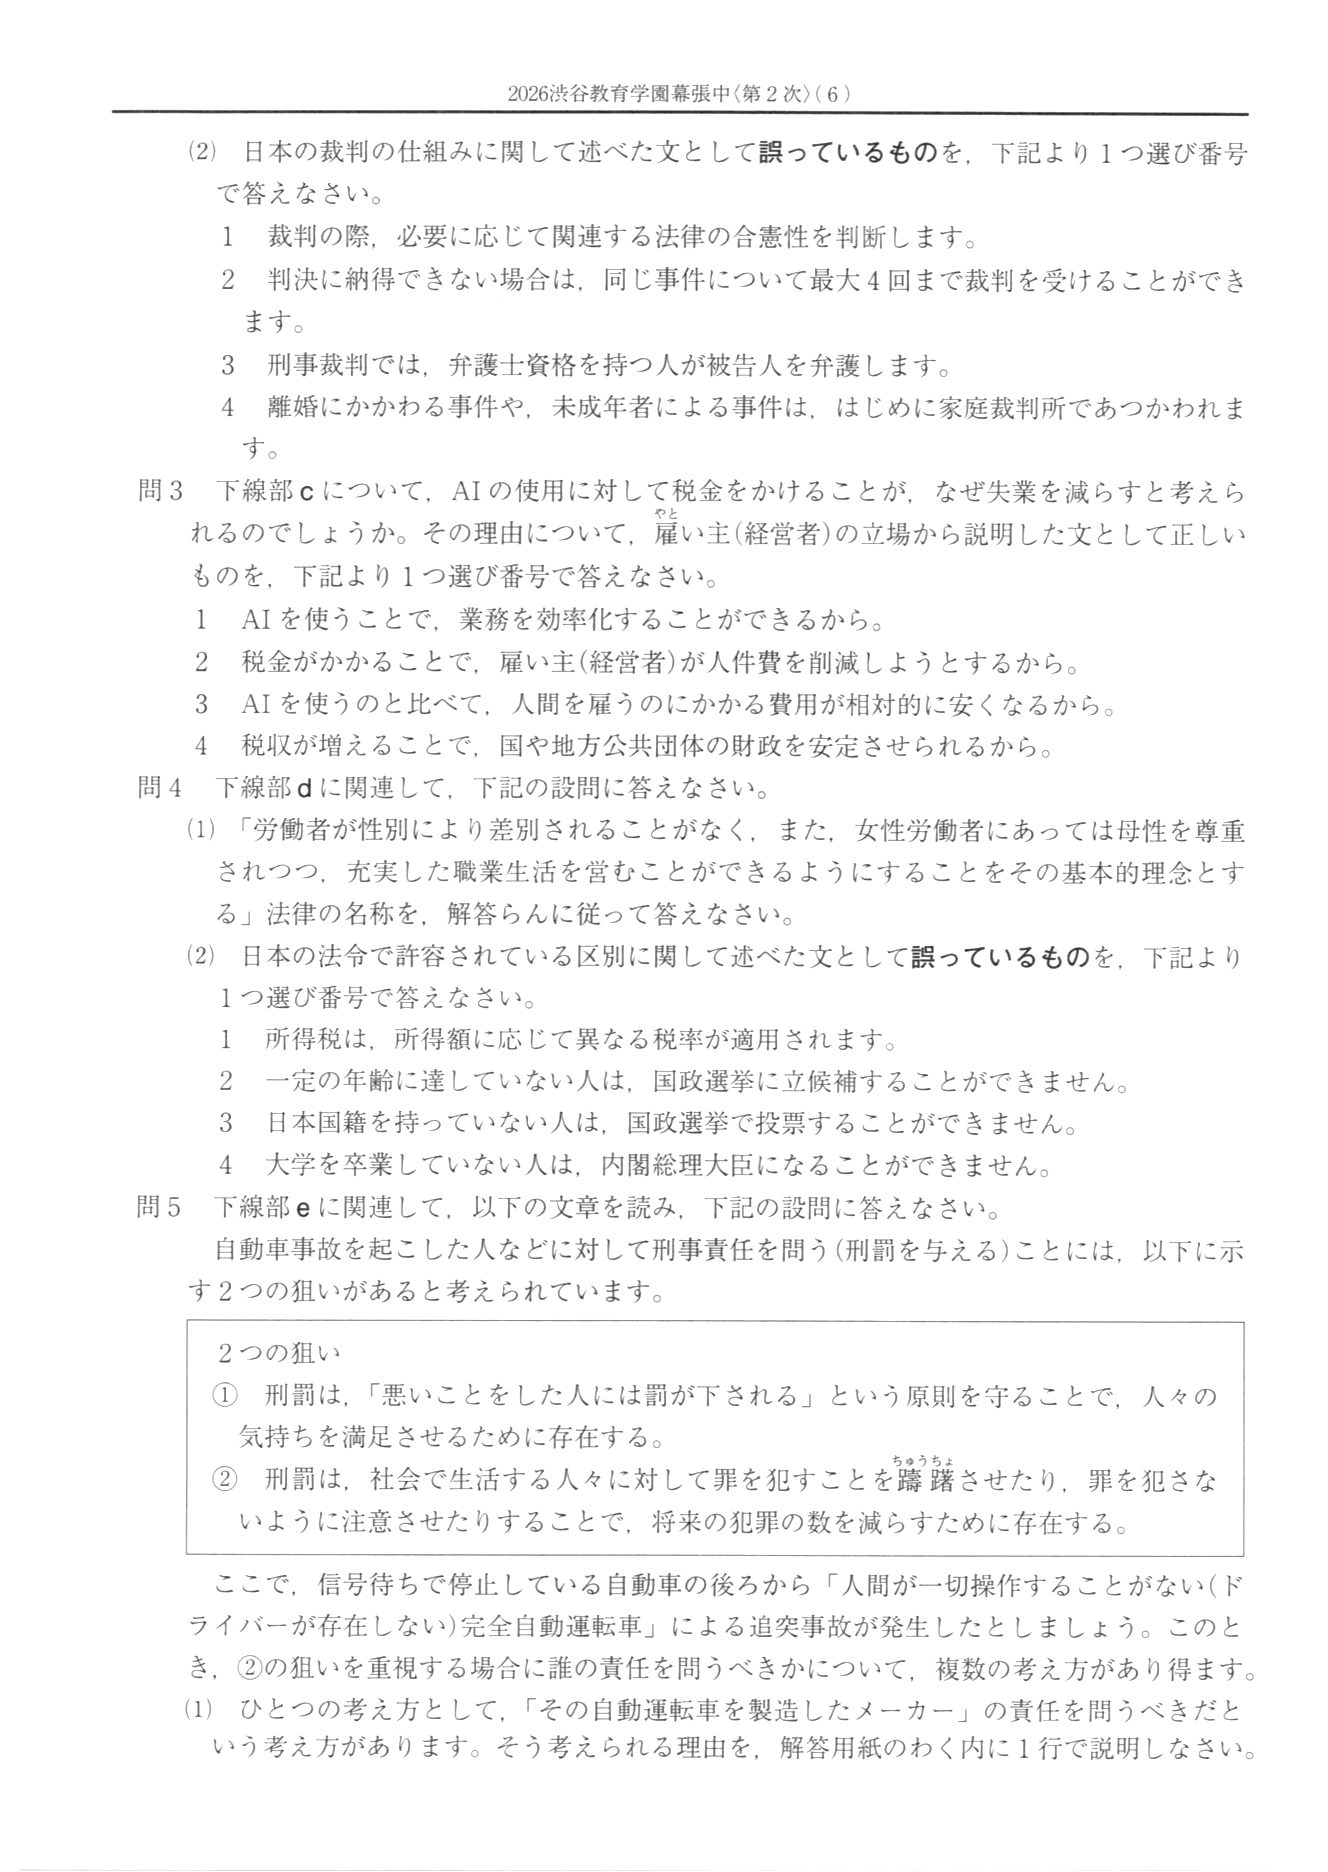 2026渋谷教育学園幕張中〈第2次〉(6)
(2) 日本の裁判の仕組みに関して述べた文として誤っているものを，下記より1つ選び番号
で答えなさい。
1 裁判の際，必要に応じて関連する法律の合憲性を判断します。
2 判決に納得できない場合は，同じ事件について最大4回まで裁判を受けることができ
ます。
3 刑事裁判では，弁護士資格を持つ人が被告人を弁護します。
4 離婚にかかわる事件や，未成年者による事件は，はじめに家庭裁判所であつかわれま
す。
問3 下線部cについて，AIの使用に対して税金をかけることが，なぜ失業を減らすと考えら
やと
れるのでしょうか。その理由について，雇い主(経営者)の立場から説明した文として正しい
ものを，下記より1つ選び番号で答えなさい。
1 AIを使うことで，業務を効率化することができるから。
2 税金がかかることで，雇い主(経営者)が人件費を削減しようとするから。
3 AIを使うのと比べて，人間を雇うのにかかる費用が相対的に安くなるから。
4 税収が増えることで，国や地方公共団体の財政を安定させられるから。
問4 下線部dに関連して，下記の設問に答えなさい。
(1) 「労働者が性別により差別されることがなく，また，女性労働者にあっては母性を尊重
されつつ，充実した職業生活を営むことができるようにすることをその基本的理念とす
る」法律の名称を，解答らんに従って答えなさい。
(2) 日本の法令で許容されている区別に関して述べた文として誤っているものを，下記より
1つ選び番号で答えなさい。
1 所得税は，所得額に応じて異なる税率が適用されます。
2 一定の年齢に達していない人は，国政選挙に立候補することができません。
3 日本国籍を持っていない人は，国政選挙で投票することができません。
4 大学を卒業していない人は，内閣総理大臣になることができません。
問5 下線部eに関連して，以下の文章を読み，下記の設問に答えなさい。
自動車事故を起こした人などに対して刑事責任を問う(刑罰を与える)ことには，以下に示
す2つの狙いがあると考えられています。
2つの狙い
① 刑罰は，「悪いことをした人には罰が下される」という原則を守ることで，人々の
気持ちを満足させるために存在する。
ちゅうちょ
② 刑罰は，社会で生活する人々に対して罪を犯すことを躊躇させたり，罪を犯さな
いように注意させたりすることで，将来の犯罪の数を減らすために存在する。
ここで，信号待ちで停止している自動車の後ろから「人間が一切操作することがない(ド
ライバーが存在しない)完全自動運転車」による追突事故が発生したとしましょう。このと
き，②の狙いを重視する場合に誰の責任を問うべきかについて，複数の考え方があり得ます。
(1) ひとつの考え方として，「その自動運転車を製造したメーカー」の責任を問うべきだと
いう考え方があります。そう考えられる理由を，解答用紙のわく内に1行で説明しなさい。